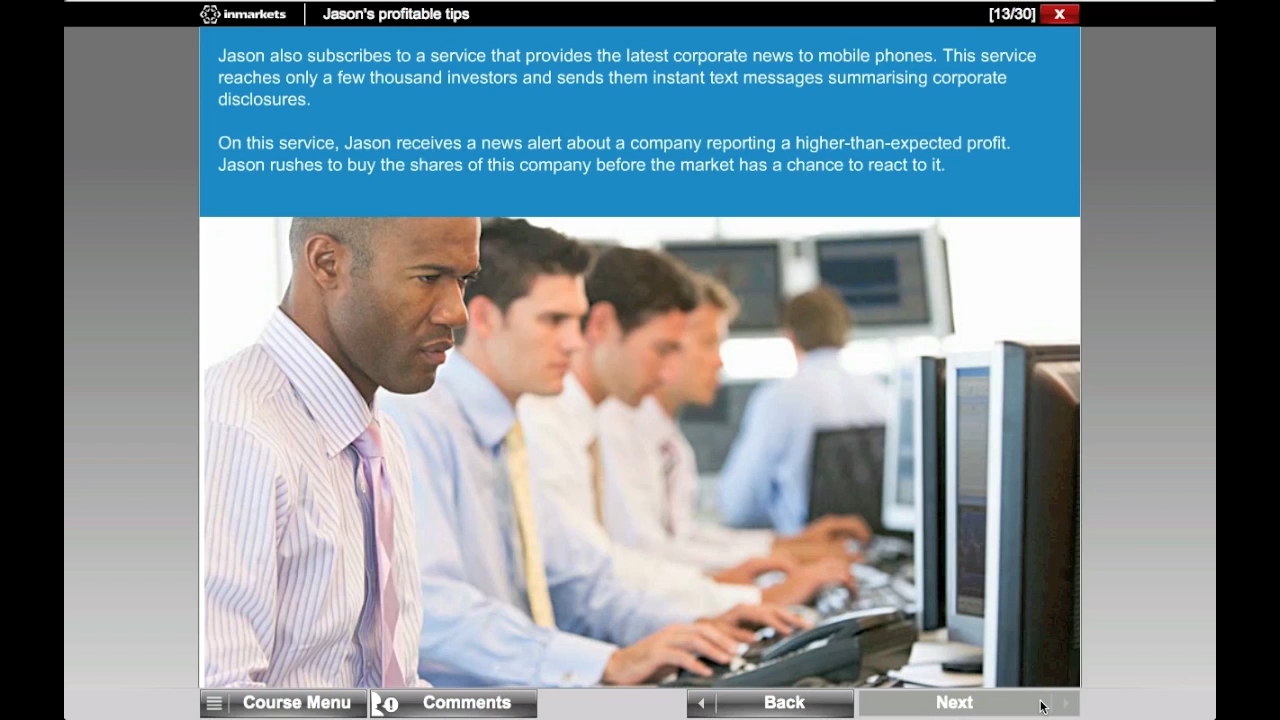 inmarkets
Jason's profitable tips
[13/30]
X
Jason also subscribes to a service that provides the latest corporate news to mobile phones. This service
reaches only a few thousand investors and sends them instant text messages summarising corporate
disclosures.
On this service, Jason receives a news alert about a company reporting a higher-than-expected profit.
Jason rushes to buy the shares of this company before the market has a chance to react to it.
Course Menu
Comments
Back
Next